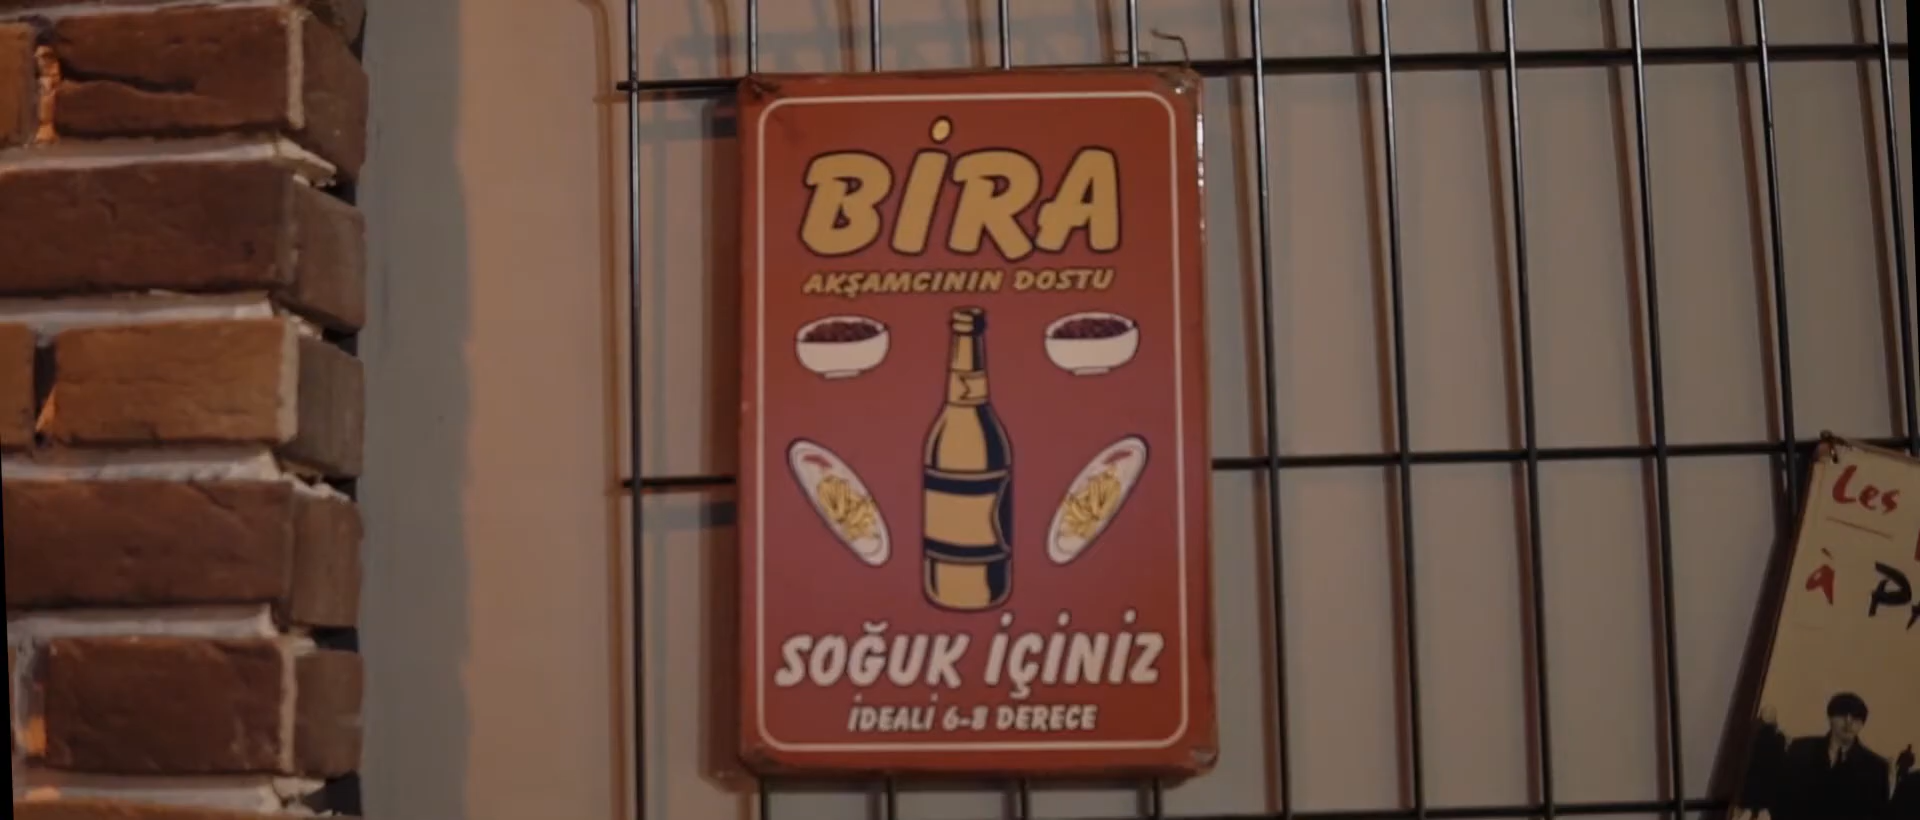 BİRA
AKŞAMCININ DOSTU
SOĞUK İÇİNİZ
İDEALİ 6-8 DERECE
Les
à